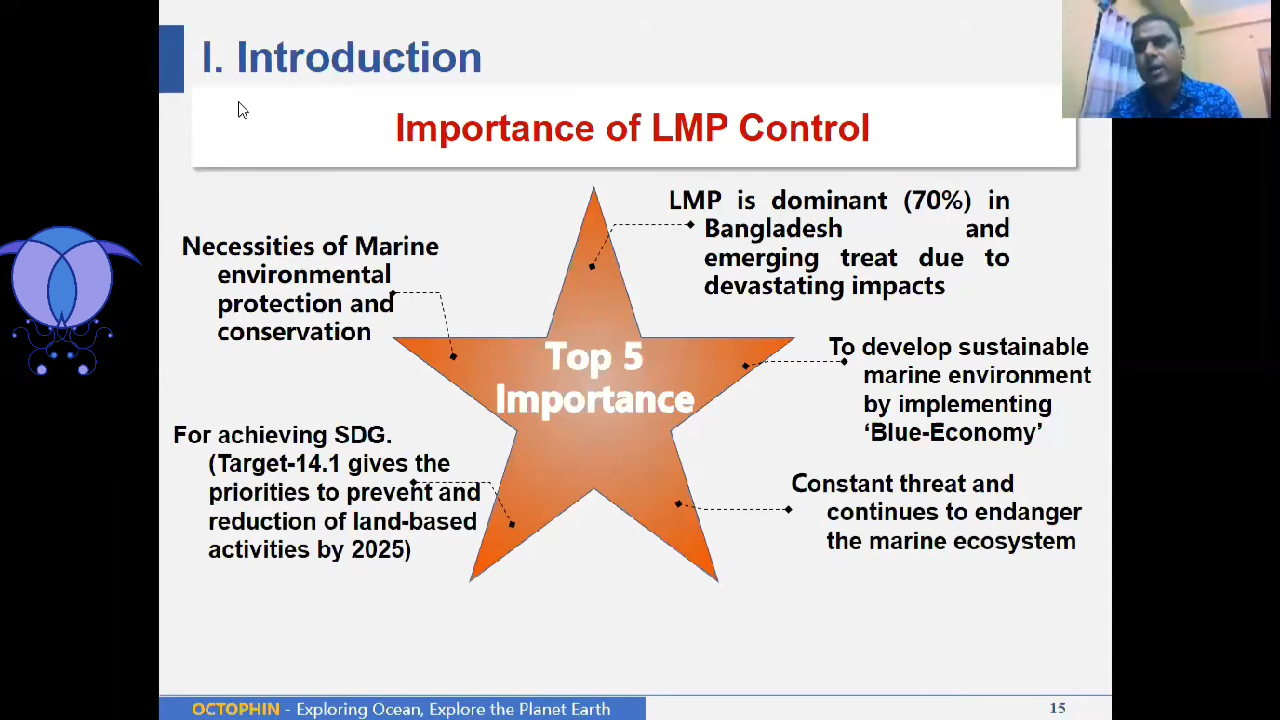 I. Introduction
Importance of LMP Control
LMP is dominant (70%) in
Bangladesh and
emerging treat due to
devastating impacts
Necessities of Marine
environmental
protection and
conservation
Top 5
Importance
To develop sustainable
marine environment
by implementing
‘Blue-Economy’
For achieving SDG.
(Target-14.1 gives the
priorities to prevent and
reduction of land-based
activities by 2025)
Constant threat and
continues to endanger
the marine ecosystem
OCTOPHIN - Exploring Ocean, Explore the Planet Earth
15